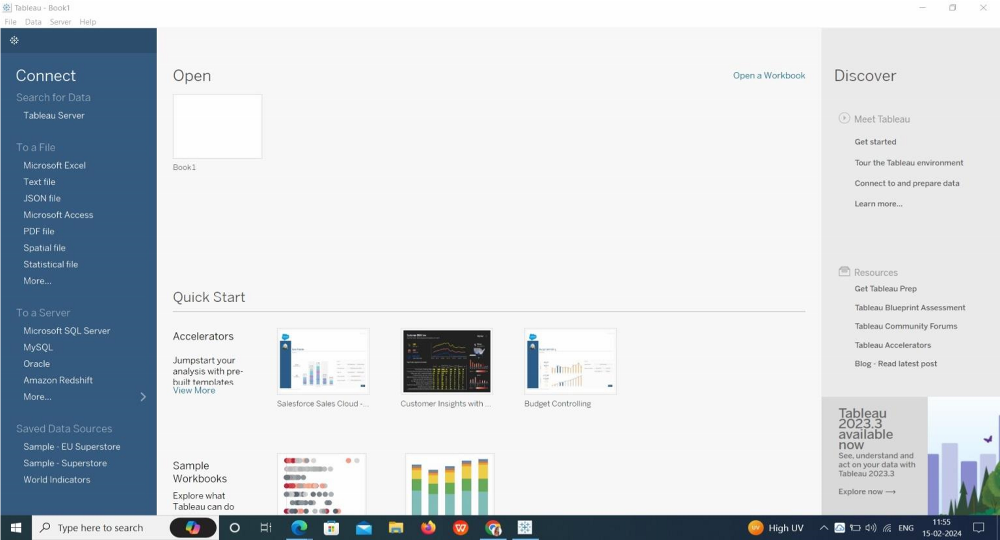 Tableau - Book1
File Data Server Help
Connect
Search for Data
Tableau Server
To a File
Microsoft Excel
Text file
JSON file
Microsoft Access
PDF file
Spatial file
Statistical file
More...
To a Server
Microsoft SQL Server
MySQL
Oracle
Amazon Redshift
More...
Saved Data Sources
Sample - EU Superstore
Sample - Superstore
World Indicators
Open
Open a Workbook
Book1
Quick Start
Accelerators
Jumpstart your
analysis with pre-
built templates
View More
Salesforce Sales Cloud -...
Customer Insights with ...
Budget Controlling
Sample
Workbooks
Explore what
Tableau can do
Discover
Meet Tableau
Get started
Tour the Tableau environment
Connect to and prepare data
Learn more...
Resources
Get Tableau Prep
Tableau Blueprint Assessment
Tableau Community Forums
Tableau Accelerators
Blog - Read latest post
Tableau
2023.3
available
now
See, understand and
act on your data with
Tableau 2023.3
Explore now →
Type here to search
UV
High UV
ENG
11:55
15-02-2024